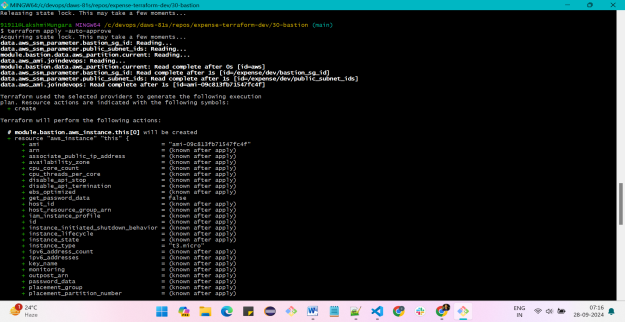 MINGW64:/c/devops/daws-81s/repos/expense-terraform-dev/30-bastion
Releasing state lock. This may take a few moments...
MINGW64 /c/devops/daws-81s/repos/expense-terraform-dev/30-bastion (main)
$ terraform apply -auto-approve
Acquiring state lock. This may take a few moments...
data.aws_ssm_parameter.bastion_sg_id: Reading...
data.aws_ssm_parameter.public_subnet_ids: Reading...
module.bastion.data.aws_partition.current: Reading...
data.aws_ami.joindevops: Reading...
module.bastion.data.aws_partition.current: Read complete after 0s [id=aws]
data.aws_ssm_parameter.bastion_sg_id: Read complete after 1s [id=/expense/dev/bastion_sg_id]
data.aws_ssm_parameter.public_subnet_ids: Read complete after 1s [id=/expense/dev/public_subnet_ids]
data.aws_ami.joindevops: Read complete after 1s [id=ami-09c813fb71547fc4f]
Terraform used the selected providers to generate the following execution
plan. Resource actions are indicated with the following symbols:
+ create
Terraform will perform the following actions:
# module.bastion.aws_instance.this[0] will be created
+ resource "aws_instance" "this" {
+ ami = "ami-09c813fb71547fc4f"
+ arn = (known after apply)
+ associate_public_ip_address = (known after apply)
+ availability_zone = (known after apply)
+ cpu_core_count = (known after apply)
+ cpu_threads_per_core = (known after apply)
+ disable_api_stop = (known after apply)
+ disable_api_termination = (known after apply)
+ ebs_optimized = (known after apply)
+ get_password_data = false
+ host_id = (known after apply)
+ host_resource_group_arn = (known after apply)
+ iam_instance_profile = (known after apply)
+ id = (known after apply)
+ instance_initiated_shutdown_behavior = (known after apply)
+ instance_lifecycle = (known after apply)
+ instance_state = (known after apply)
+ instance_type = "t3.micro"
+ ipv6_address_count = (known after apply)
+ ipv6_addresses = (known after apply)
+ key_name = (known after apply)
+ monitoring = (known after apply)
+ outpost_arn = (known after apply)
+ password_data = (known after apply)
+ placement_group = (known after apply)
+ placement_partition_number = (known after apply)
24°C
Haze
ENG
IN
07:16
28-09-2024